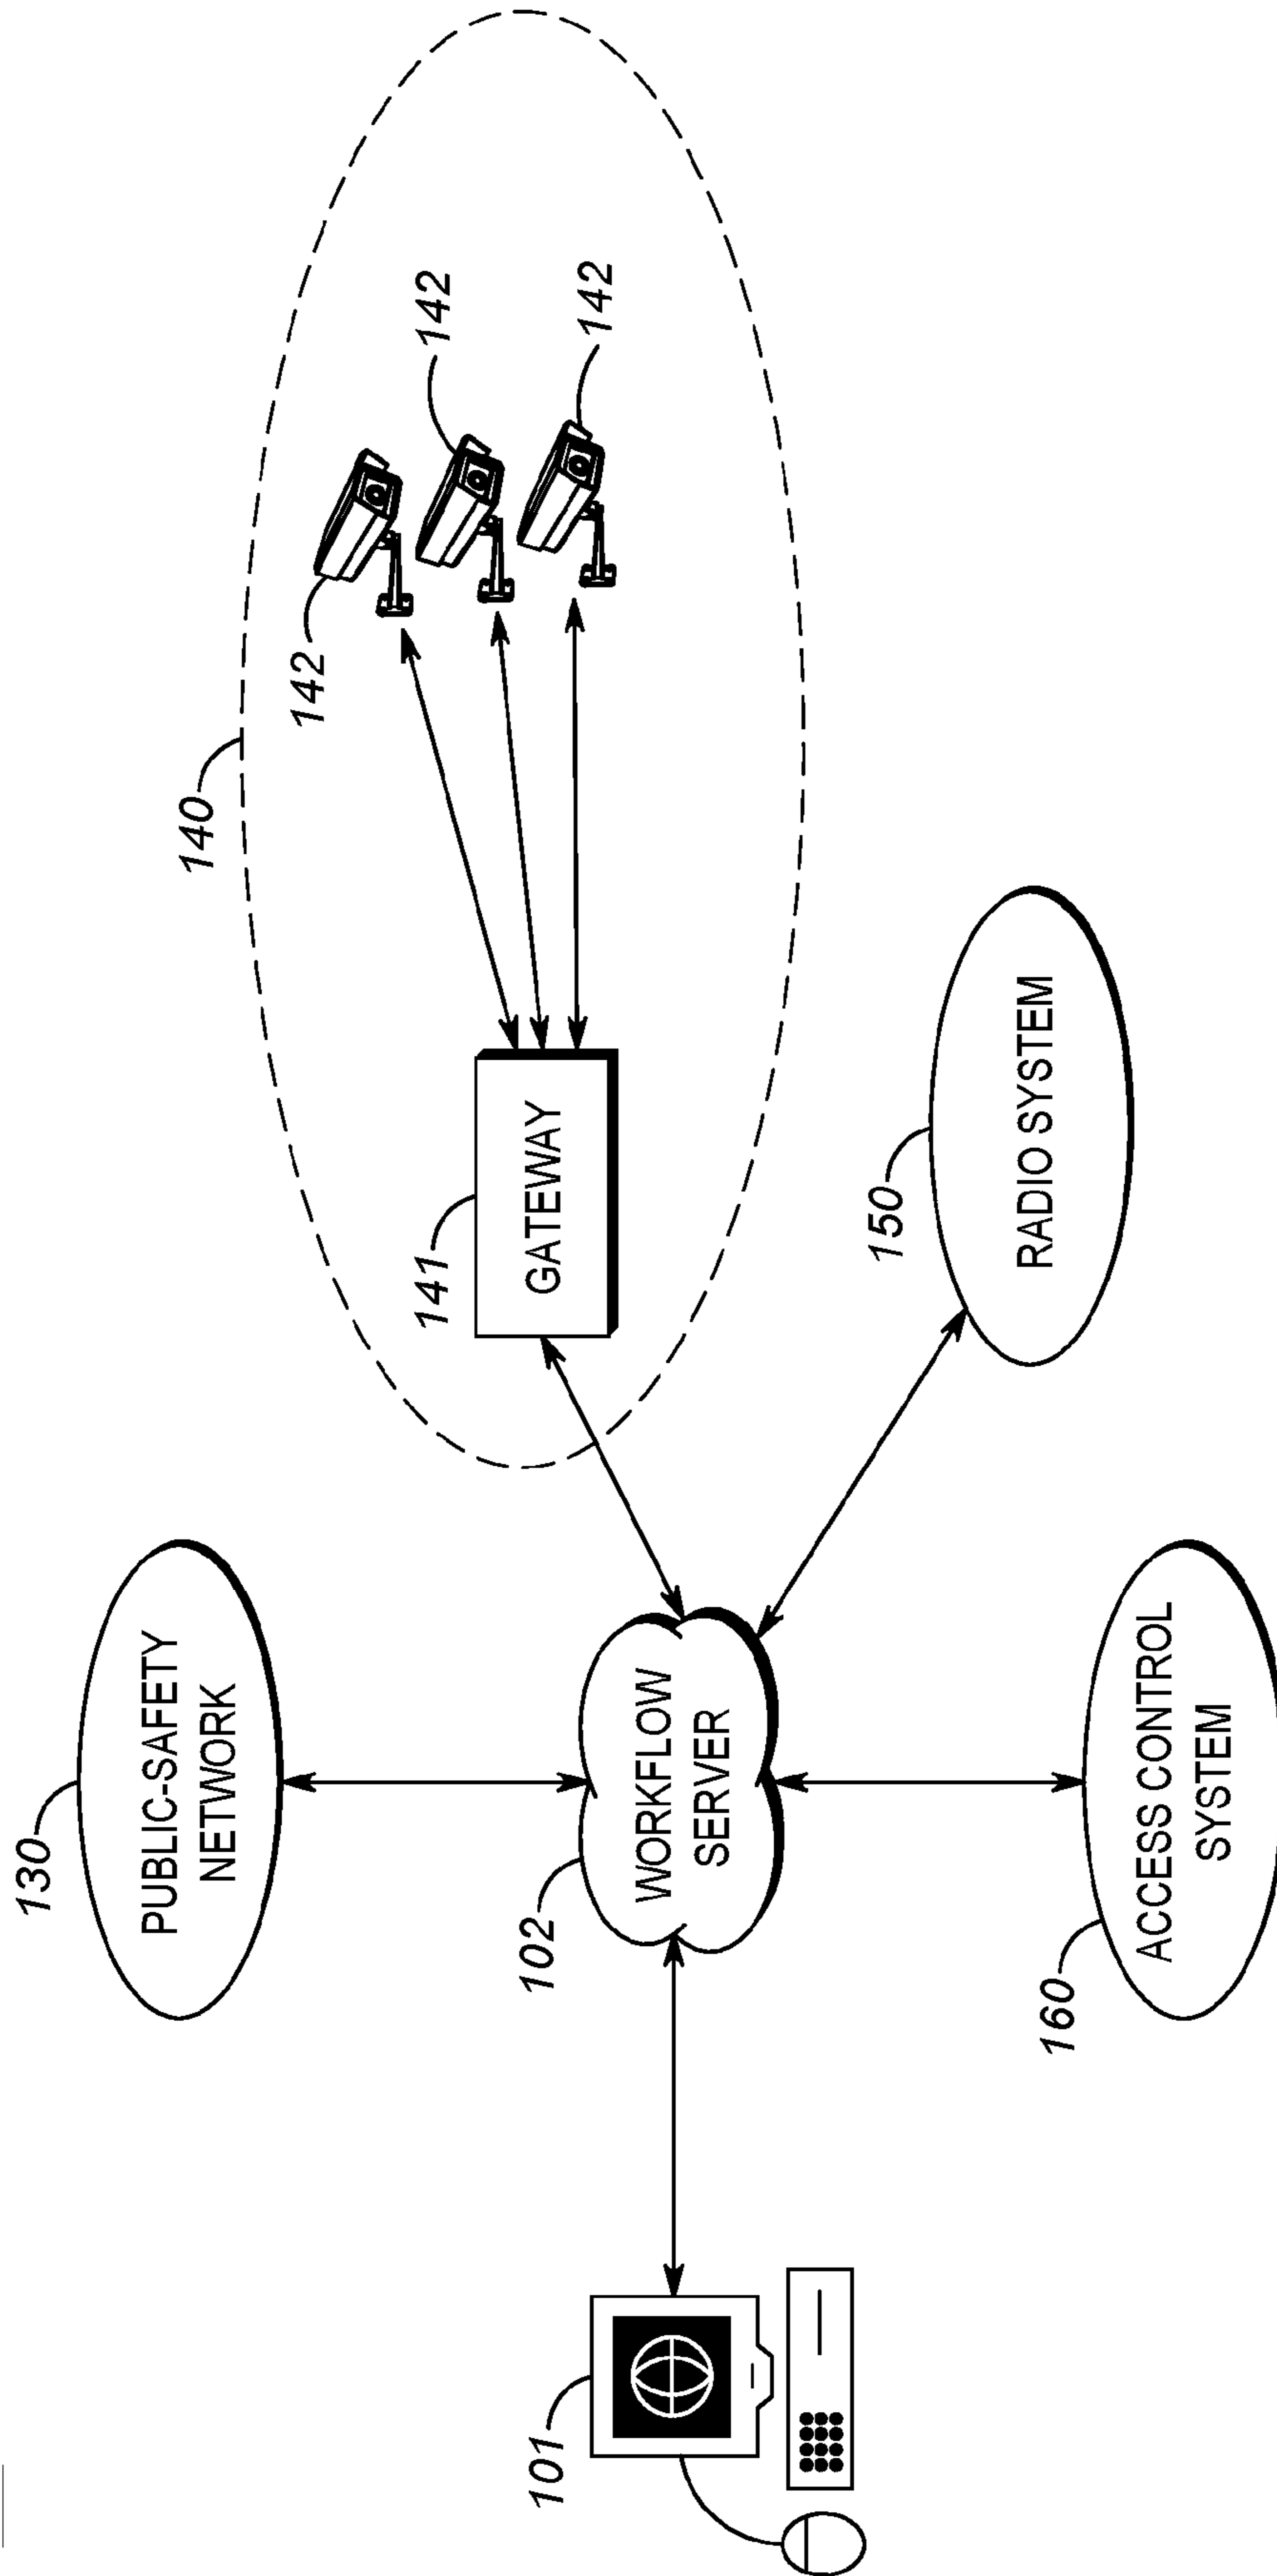 130
PUBLIC-SAFETY
NETWORK
140
142
142
142
141
GATEWAY
101
102
WORKFLOW
SERVER
150
RADIO SYSTEM
160
ACCESS CONTROL
SYSTEM